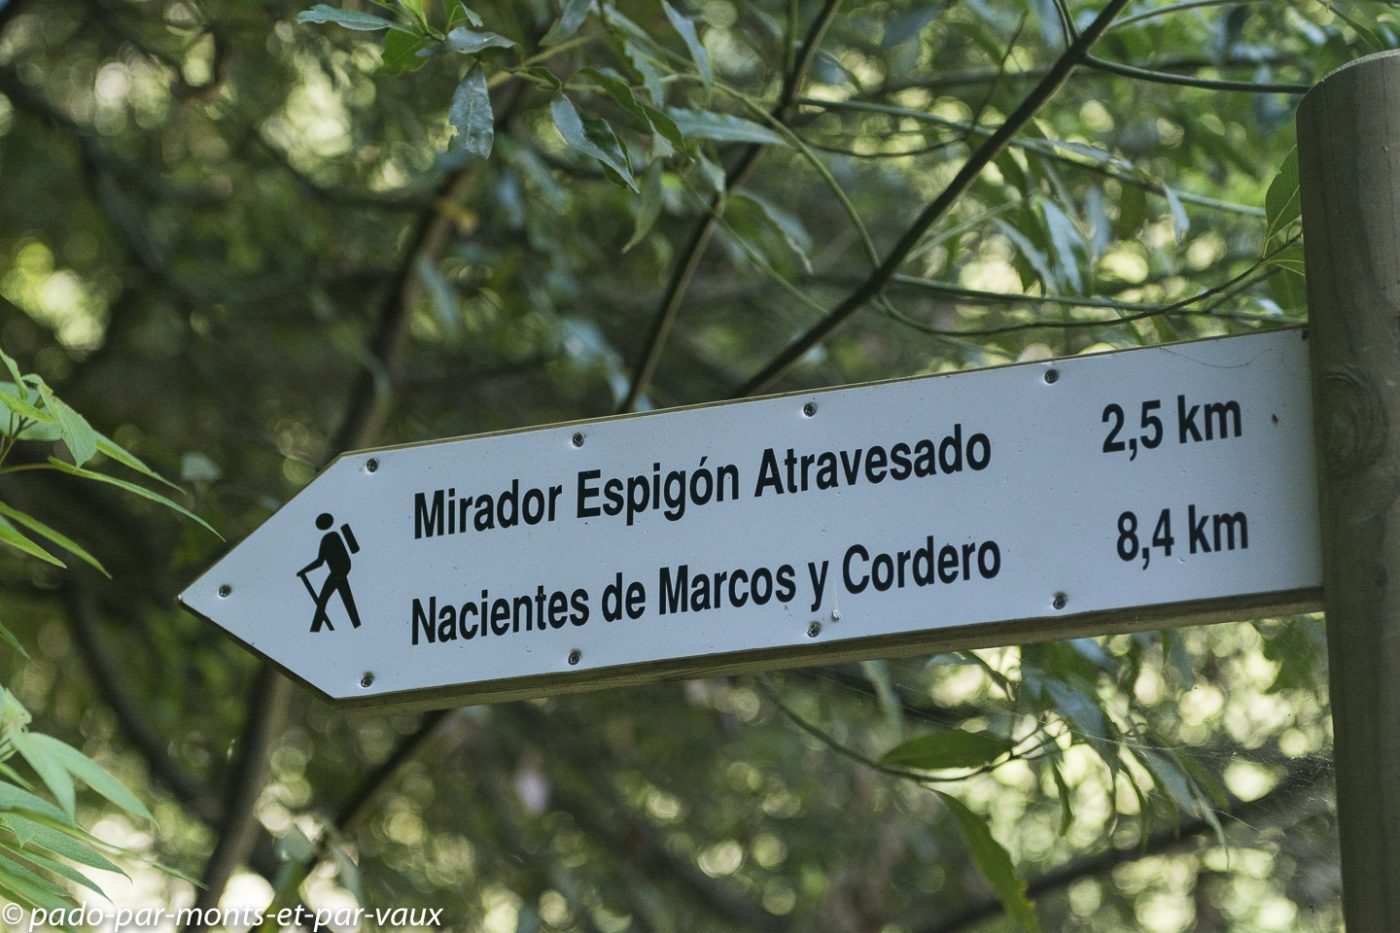 Mirador Espigón Atravesado 2,5 km
Nacientes de Marcos y Cordero 8,4 km
© pado-par-monts-et-par-vaux